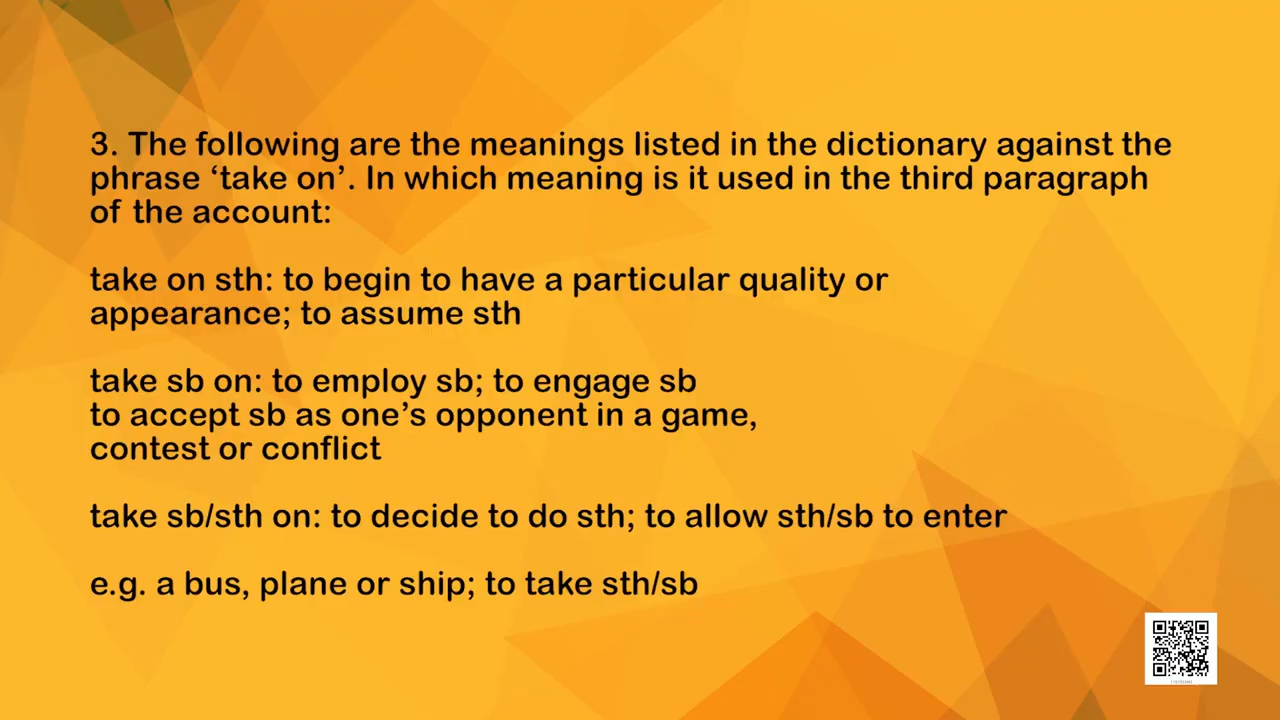 3. The following are the meanings listed in the dictionary against the
phrase ‘take on’. In which meaning is it used in the third paragraph
of the account:
take on sth: to begin to have a particular quality or
appearance; to assume sth
take sb on: to employ sb; to engage sb
to accept sb as one’s opponent in a game,
contest or conflict
take sb/sth on: to decide to do sth; to allow sth/sb to enter
e.g. a bus, plane or ship; to take sth/sb